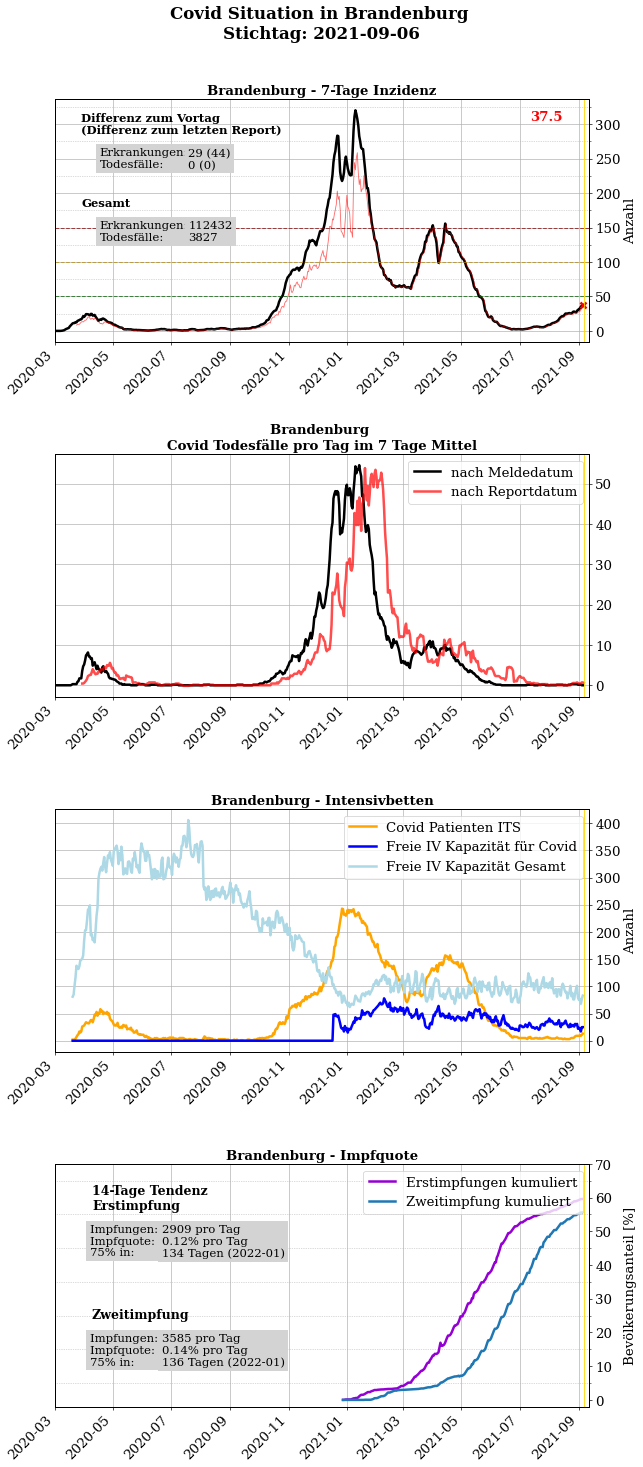 Covid Situation in Brandenburg
Stichtag: 2021-09-06
Brandenburg - 7-Tage Inzidenz
Differenz zum Vortag
(Differenz zum letzten Report)
Erkrankungen 29 (44)
Todesfälle: 0 (0)
Gesamt
Erkrankungen 112432
Todesfälle: 3827
37.5
300
250
200
150
100
50
0
Anzahl
2020-03
2020-05
2020-07
2020-09
2020-11
2021-01
2021-03
2021-05
2021-07
2021-09
Brandenburg
Covid Todesfälle pro Tag im 7 Tage Mittel
nach Meldedatum
nach Reportdatum
50
40
30
20
10
0
2020-03
2020-05
2020-07
2020-09
2020-11
2021-01
2021-03
2021-05
2021-07
2021-09
Brandenburg - Intensivbetten
Covid Patienten ITS
Freie IV Kapazität für Covid
Freie IV Kapazität Gesamt
400
350
300
250
200
150
100
50
0
Anzahl
2020-03
2020-05
2020-07
2020-09
2020-11
2021-01
2021-03
2021-05
2021-07
2021-09
Brandenburg - Impfquote
14-Tage Tendenz
Erstimpfung
Impfungen: 2909 pro Tag
Impfquote: 0.12% pro Tag
75% in: 134 Tagen (2022-01)
Zweitimpfung
Impfungen: 3585 pro Tag
Impfquote: 0.14% pro Tag
75% in: 136 Tagen (2022-01)
Erstimpfungen kumuliert
Zweitimpfung kumuliert
70
60
50
40
30
20
10
0
Bevölkerungsanteil [%]
2020-03
2020-05
2020-07
2020-09
2020-11
2021-01
2021-03
2021-05
2021-07
2021-09